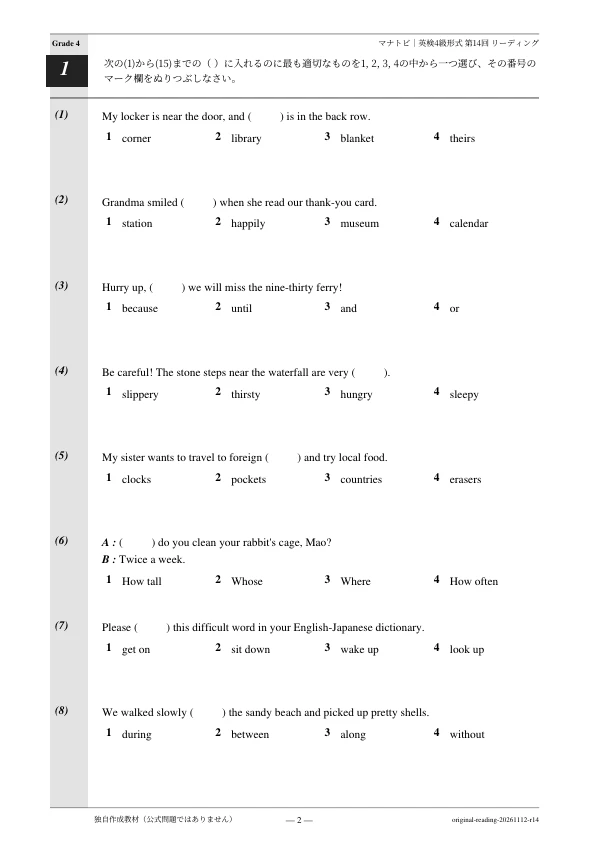 Grade 4
マナトビ｜英検4級形式 第14回 リーディング
1
次の(1)から(15)までの（ ）に入れるのに最も適切なものを1, 2, 3, 4の中から一つ選び、その番号の
マーク欄をぬりつぶしなさい。
(1) My locker is near the door, and ( ) is in the back row.
1 corner 2 library 3 blanket 4 theirs
(2) Grandma smiled ( ) when she read our thank-you card.
1 station 2 happily 3 museum 4 calendar
(3) Hurry up, ( ) we will miss the nine-thirty ferry!
1 because 2 until 3 and 4 or
(4) Be careful! The stone steps near the waterfall are very ( ).
1 slippery 2 thirsty 3 hungry 4 sleepy
(5) My sister wants to travel to foreign ( ) and try local food.
1 clocks 2 pockets 3 countries 4 erasers
(6) A : ( ) do you clean your rabbit's cage, Mao?
B : Twice a week.
1 How tall 2 Whose 3 Where 4 How often
(7) Please ( ) this difficult word in your English-Japanese dictionary.
1 get on 2 sit down 3 wake up 4 look up
(8) We walked slowly ( ) the sandy beach and picked up pretty shells.
1 during 2 between 3 along 4 without
独自作成教材（公式問題ではありません）
— 2 —
original-reading-20261112-r14